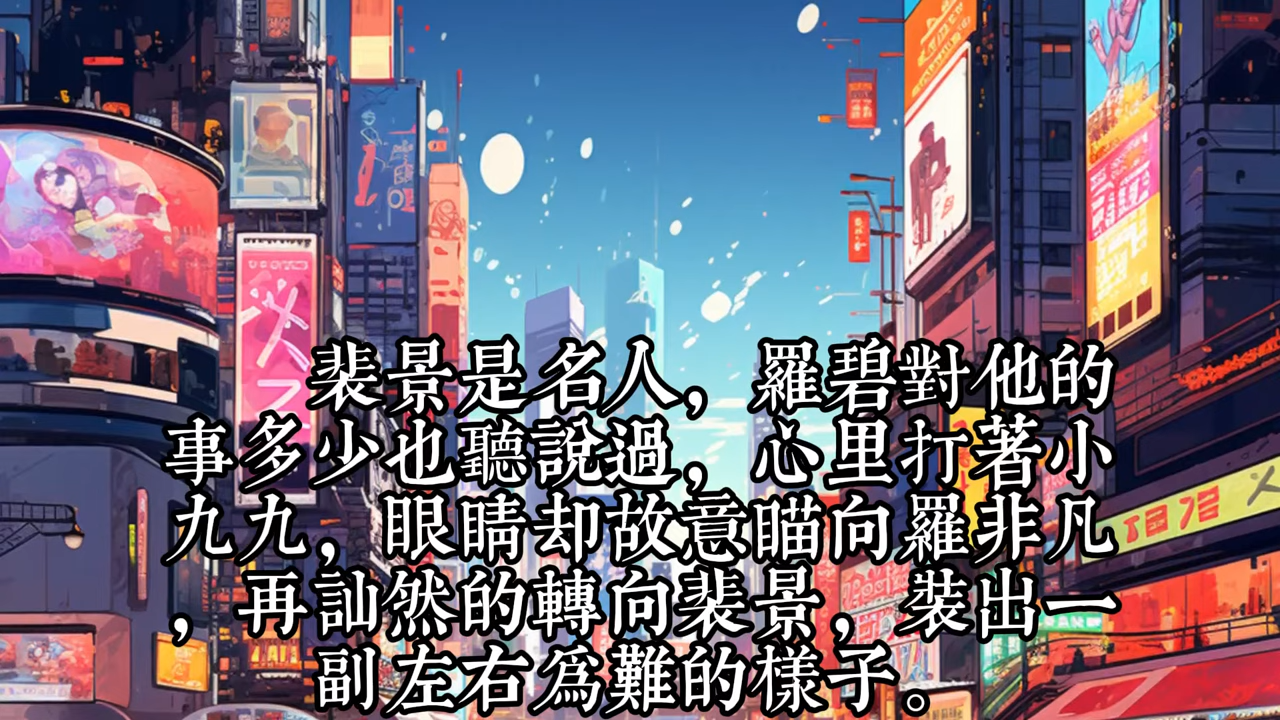 裴景是名人，羅碧對他的
事多少也聽說過，心里打著小
九九，眼睛却故意瞄向羅非凡
，再訕然的轉向裴景，裝出一
副左右爲難的樣子。